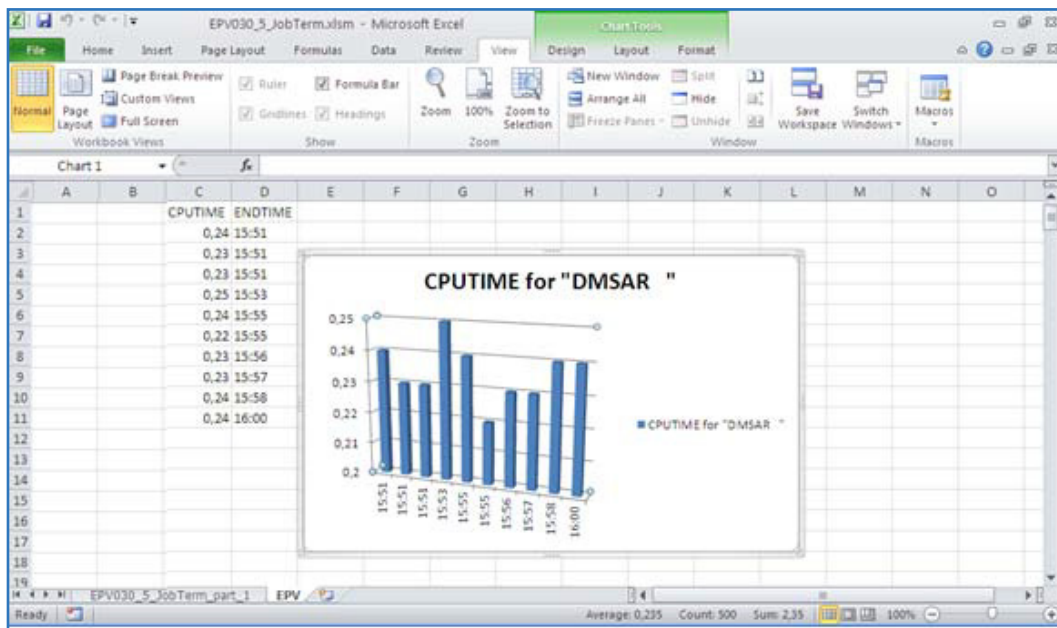 EPV030_5_JobTerm.xlsm - Microsoft Excel
Chart Tools
File Home Insert Page Layout Formulas Data Review View Design Layout Format
Normal
Page Layout
Page Break Preview
Custom Views
Full Screen
Workbook Views
Ruler
Formula Bar
Gridlines
Headings
Show
Zoom
100%
Zoom to Selection
Zoom
New Window
Arrange All
Freeze Panes
Split
Hide
Unhide
Save Workspace
Switch Windows
Window
Macros
Macros
Chart 1
fx
A B C D E F G H I J K L M N O
1 CPUTIME ENDTIME
2 0,24 15:51
3 0,23 15:51
4 0,23 15:51
5 0,25 15:53
6 0,24 15:55
7 0,22 15:55
8 0,23 15:56
9 0,23 15:57
10 0,24 15:58
11 0,24 16:00
12
13
14
15
16
17
18
19
CPUTIME for "DMSAR "
0,25
0,24
0,23
0,22
0,21
0,2
15:51
15:51
15:51
15:53
15:55
15:55
15:56
15:57
15:58
16:00
CPUTIME for "DMSAR "
EPV030_5_JobTerm_part_1 EPV
Ready
Average: 0,235 Count: 500 Sum: 2,35 100%